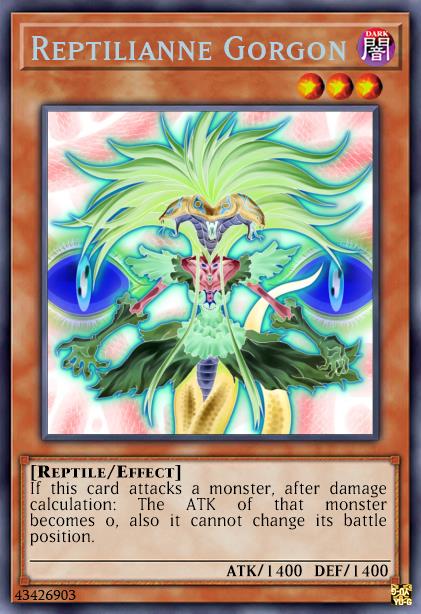 Reptilianne Gorgon
DARK
闇
[Reptile/Effect]
If this card attacks a monster, after damage
calculation: The ATK of that monster
becomes 0, also it cannot change its battle
position.
ATK/1400 DEF/1400
43426903